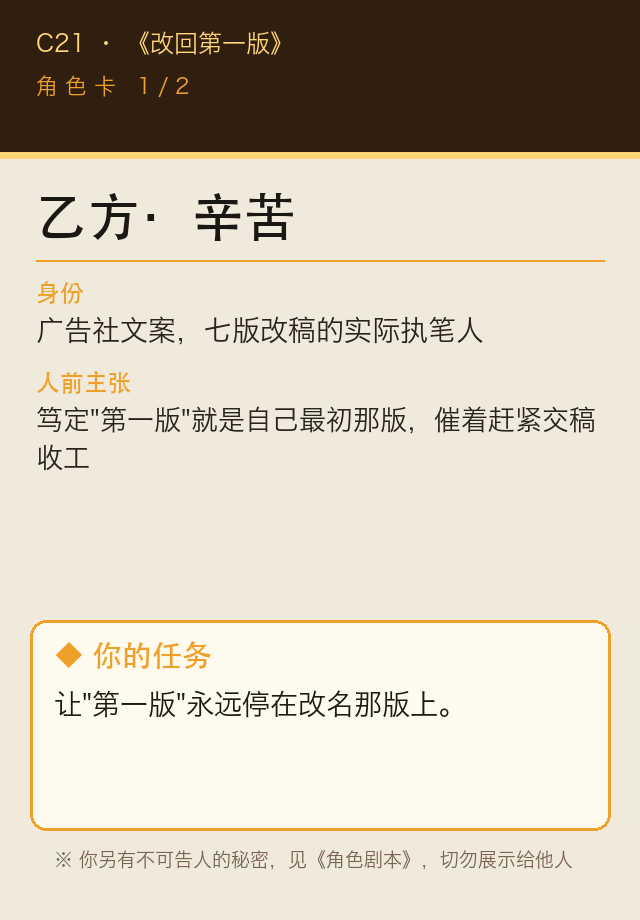 C21 · 《改回第一版》
角色卡 1/2
乙方· 辛苦
身份
广告社文案，七版改稿的实际执笔人
人前主张
笃定"第一版"就是自己最初那版，催着赶紧交稿
收工
◆ 你的任务
让"第一版"永远停在改名那版上。
※ 你另有不可告人的秘密，见《角色剧本》，切勿展示给他人